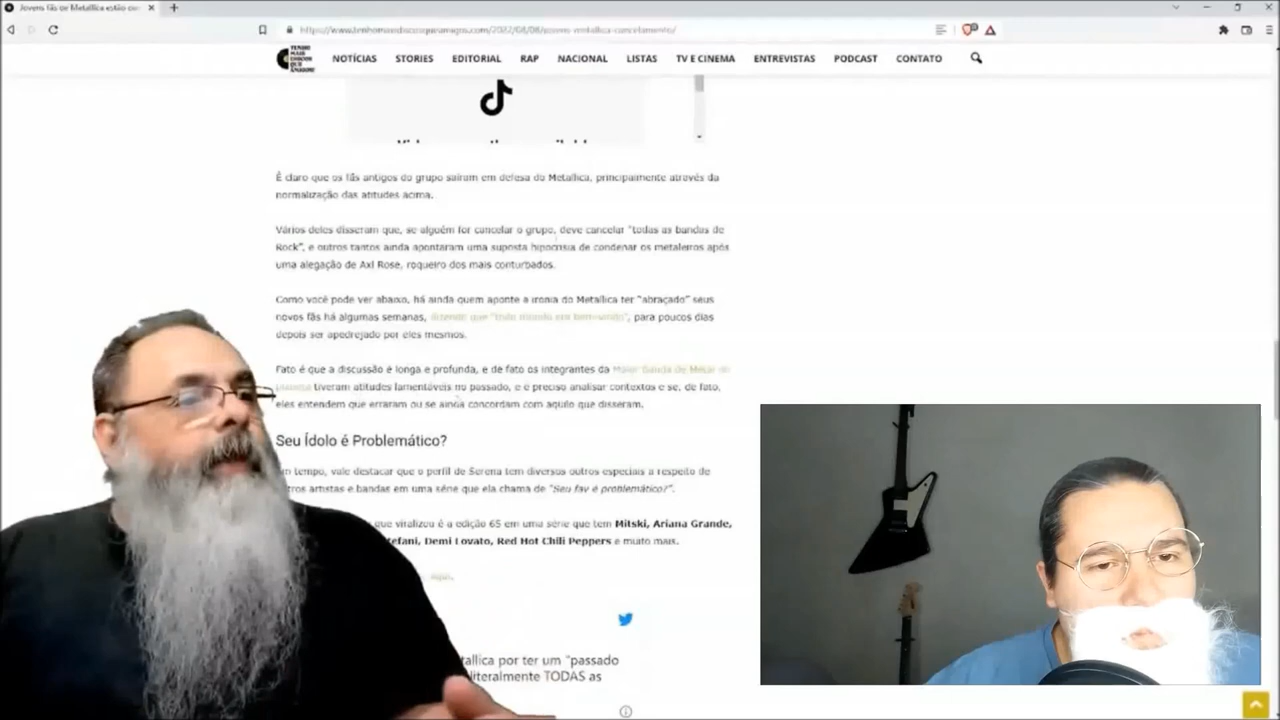 Jovens fãs de Metallica estão
https://www.tenhomaisdiscosqueamigos.com/2022/08/08/jovens-metallica-cancelamento/
TENHO
MAIS
DISCOS
QUE
AMIGOS!
NOTÍCIAS STORIES EDITORIAL RAP NACIONAL LISTAS TV E CINEMA ENTREVISTAS PODCAST CONTATO
É claro que os fãs antigos do grupo saíram em defesa do Metallica, principalmente através da
normalização das atitudes acima.
Vários deles disseram que, se alguém for cancelar o grupo, deve cancelar "todas as bandas de
Rock", e outros tantos ainda apontaram uma suposta hipocrisia de condenar os metaleiros após
uma alegação de Axl Rose, roqueiro dos mais conturbados.
Como você pode ver abaixo, há ainda quem aponte a ironia do Metallica ter "abraçado" seus
novos fãs há algumas semanas, dizendo que "todo mundo era bem-vindo", para poucos dias
depois ser apedrejado por eles mesmos.
Fato é que a discussão é longa e profunda, e de fato os integrantes da Maior Banda de Metal do
planeta tiveram atitudes lamentáveis no passado, e é preciso analisar contextos e se, de fato,
eles entendem que erraram ou se ainda concordam com aquilo que disseram.
Seu Ídolo é Problemático?
m tempo, vale destacar que o perfil de Serena tem diversos outros especiais a respeito de
tros artistas e bandas em uma série que ela chama de "Seu fav é problemático?".
que viralizou é a edição 65 em uma série que tem Mitski, Ariana Grande,
efani, Demi Lovato, Red Hot Chili Peppers e muito mais.
tallica por ter um "passado
literalmente TODAS as